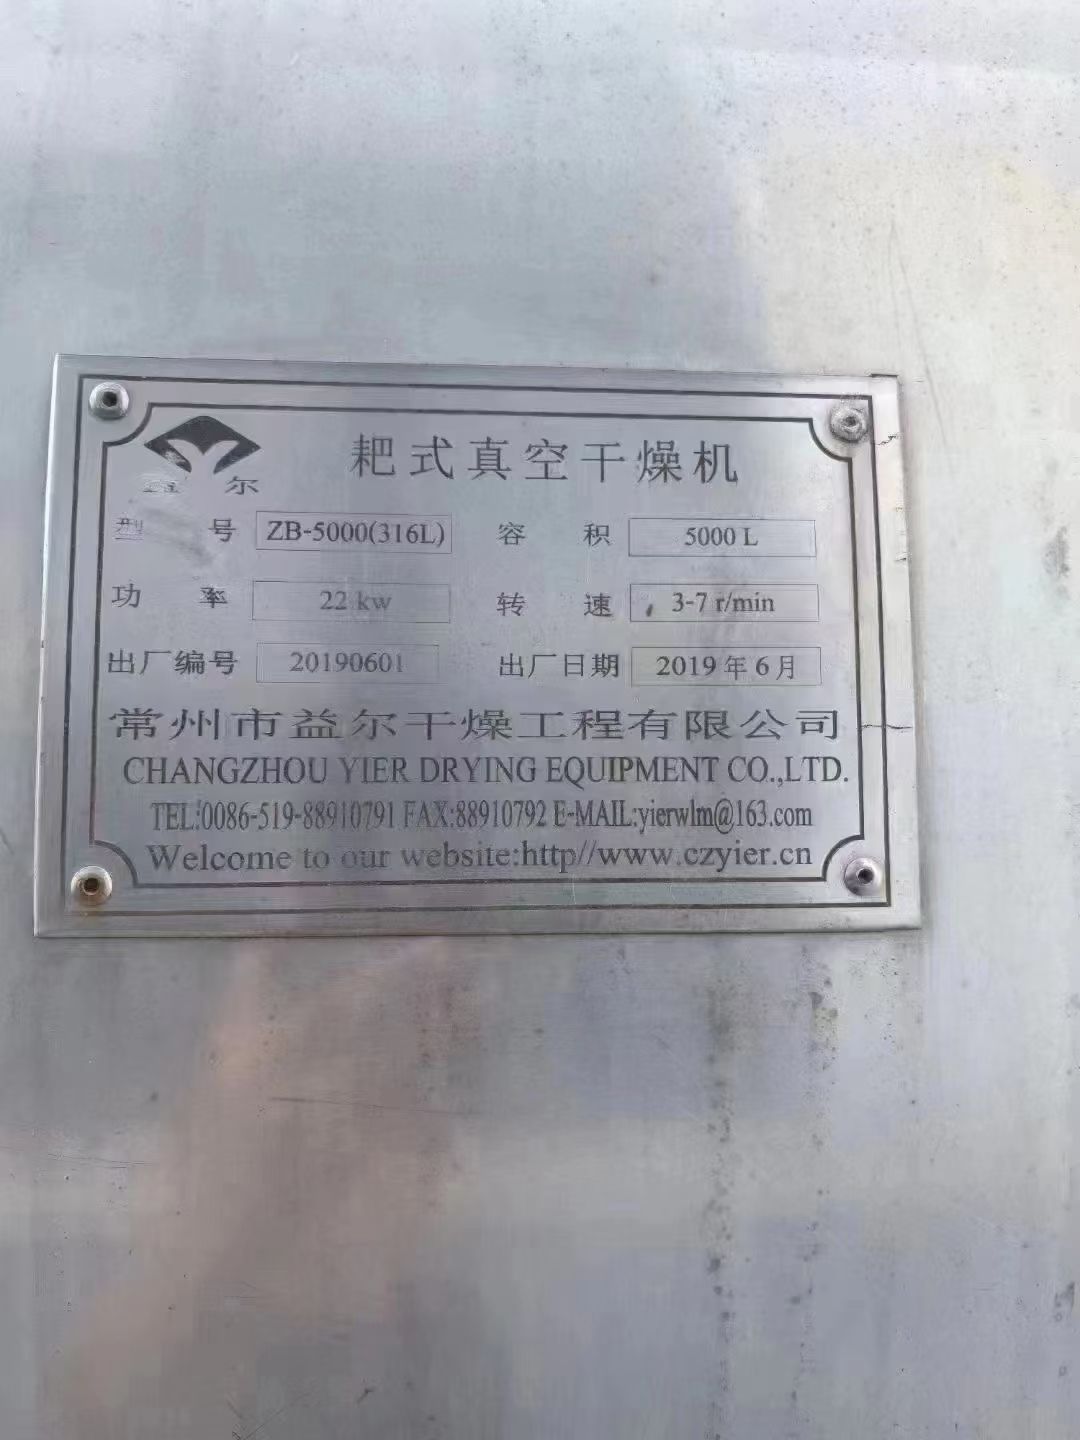 耙式真空干燥机
益尔
型号 ZB-5000(316L) 容积 5000 L
功率 22 kw 转速 3-7 r/min
出厂编号 20190601 出厂日期 2019年6月
常州市益尔干燥工程有限公司
CHANGZHOU YIER DRYING EQUIPMENT CO.,LTD.
TEL:0086-519-88910791 FAX:88910792 E-MAIL:yierwlm@163.com
Welcome to our website:http//www.czyier.cn